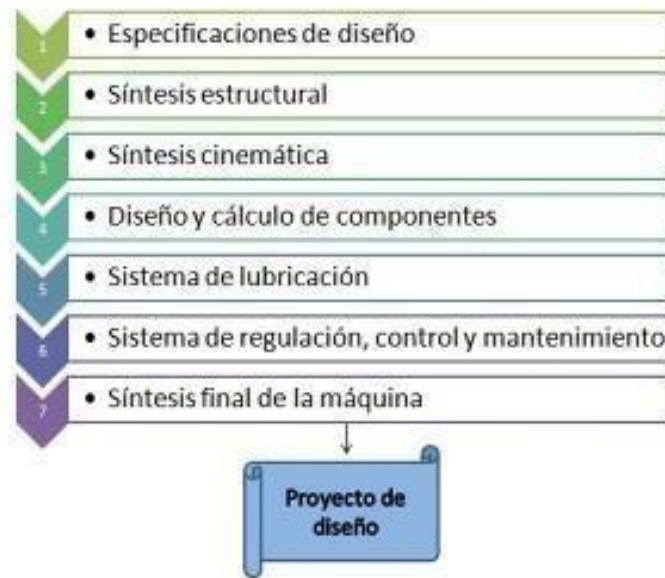 1 • Especificaciones de diseño
2 • Síntesis estructural
3 • Síntesis cinemática
4 • Diseño y cálculo de componentes
5 • Sistema de lubricación
6 • Sistema de regulación, control y mantenimiento
7 • Síntesis final de la máquina
Proyecto de
diseño